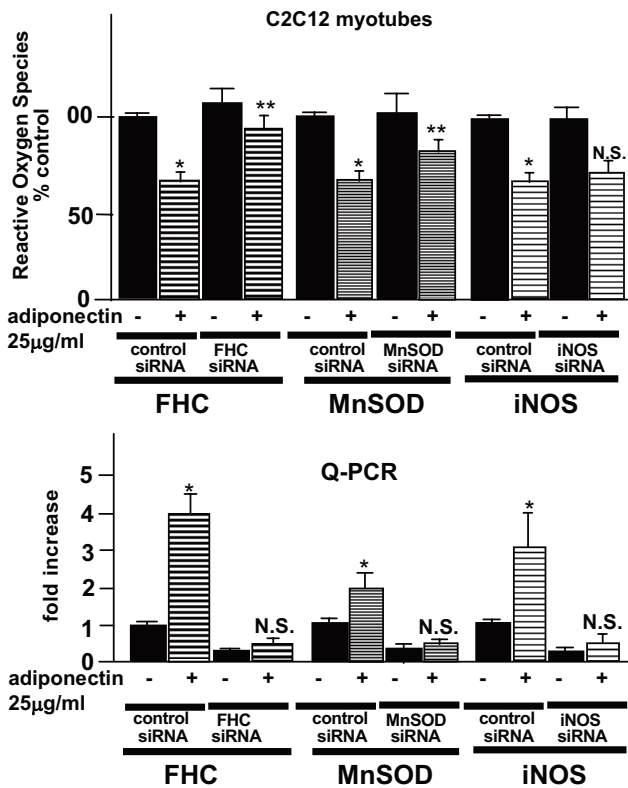 C2C12 myotubes
Reactive Oxygen Species
% control
00
50
0
** ** N.S.
* * *
adiponectin - + - + - + - + - + - +
25µg/ml
control siRNA FHC siRNA control siRNA MnSOD siRNA control siRNA iNOS siRNA
FHC MnSOD iNOS
Q-PCR
fold increase
5
4
3
2
1
0
* * *
N.S. N.S. N.S.
adiponectin - + - + - + - + - + - +
25µg/ml
control siRNA FHC siRNA control siRNA MnSOD siRNA control siRNA iNOS siRNA
FHC MnSOD iNOS